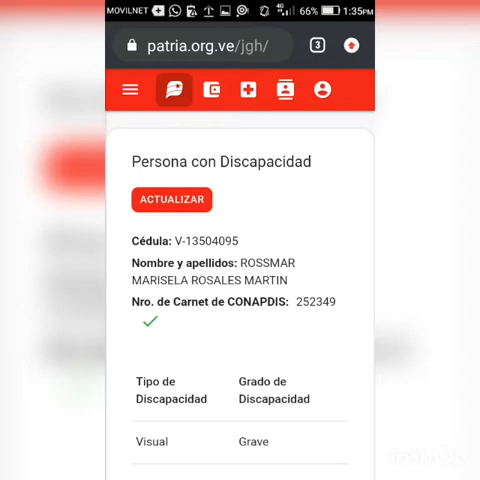 MOVILNET 4G 66% 1:35PM
patria.org.ve/jgh/ 3
Persona con Discapacidad
ACTUALIZAR
Cédula: V-13504095
Nombre y apellidos: ROSSMAR
MARISELA ROSALES MARTIN
Nro. de Carnet de CONAPDIS: 252349
Tipo de Grado de
Discapacidad Discapacidad
Visual Grave